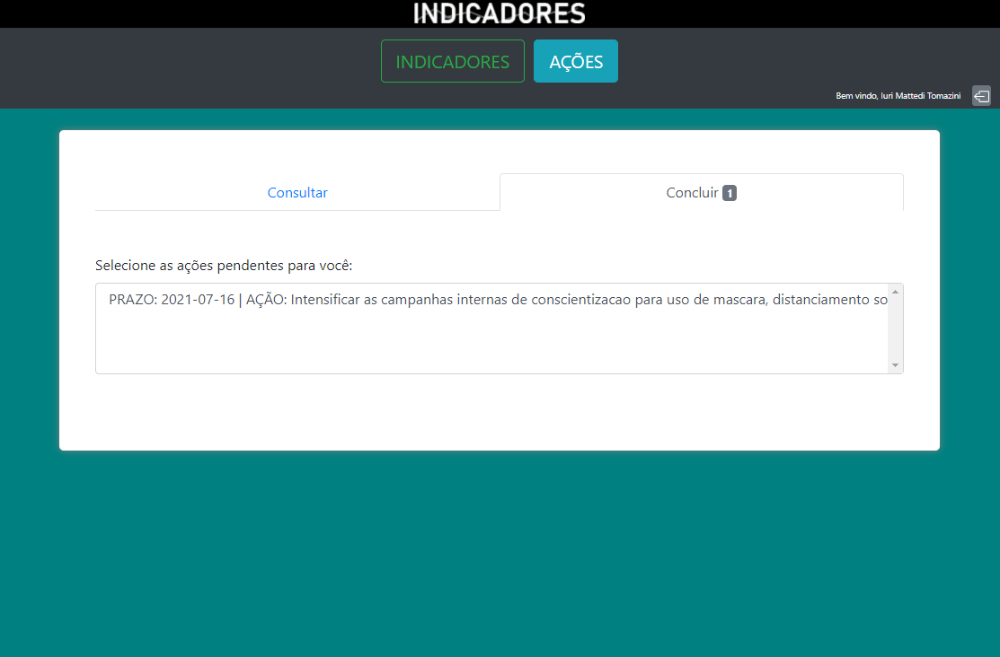 INDICADORES
INDICADORES AÇÕES
Bem vindo, Iuri Mattedi Tomazini
Consultar Concluir 1
Selecione as ações pendentes para você:
PRAZO: 2021-07-16 | AÇÃO: Intensificar as campanhas internas de conscientizacao para uso de mascara, distanciamento so